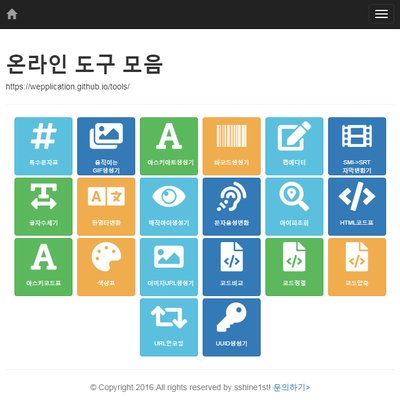 온라인 도구 모음
https://wepplication.github.io/tools/
특수문자표
움직이는
GIF생성기
아스키아트생성기
바코드생성기
웹에디터
SMI->SRT
자막변환기
글자수세기
한영타변환
매직아이생성기
문자음성변환
아이피조회
HTML코드표
아스키코드표
색상표
이미지URL생성기
코드비교
코드정렬
코드압축
URL인코딩
UUID생성기
© Copyright 2016 All rights reserved by sshine1st! 문의하기>